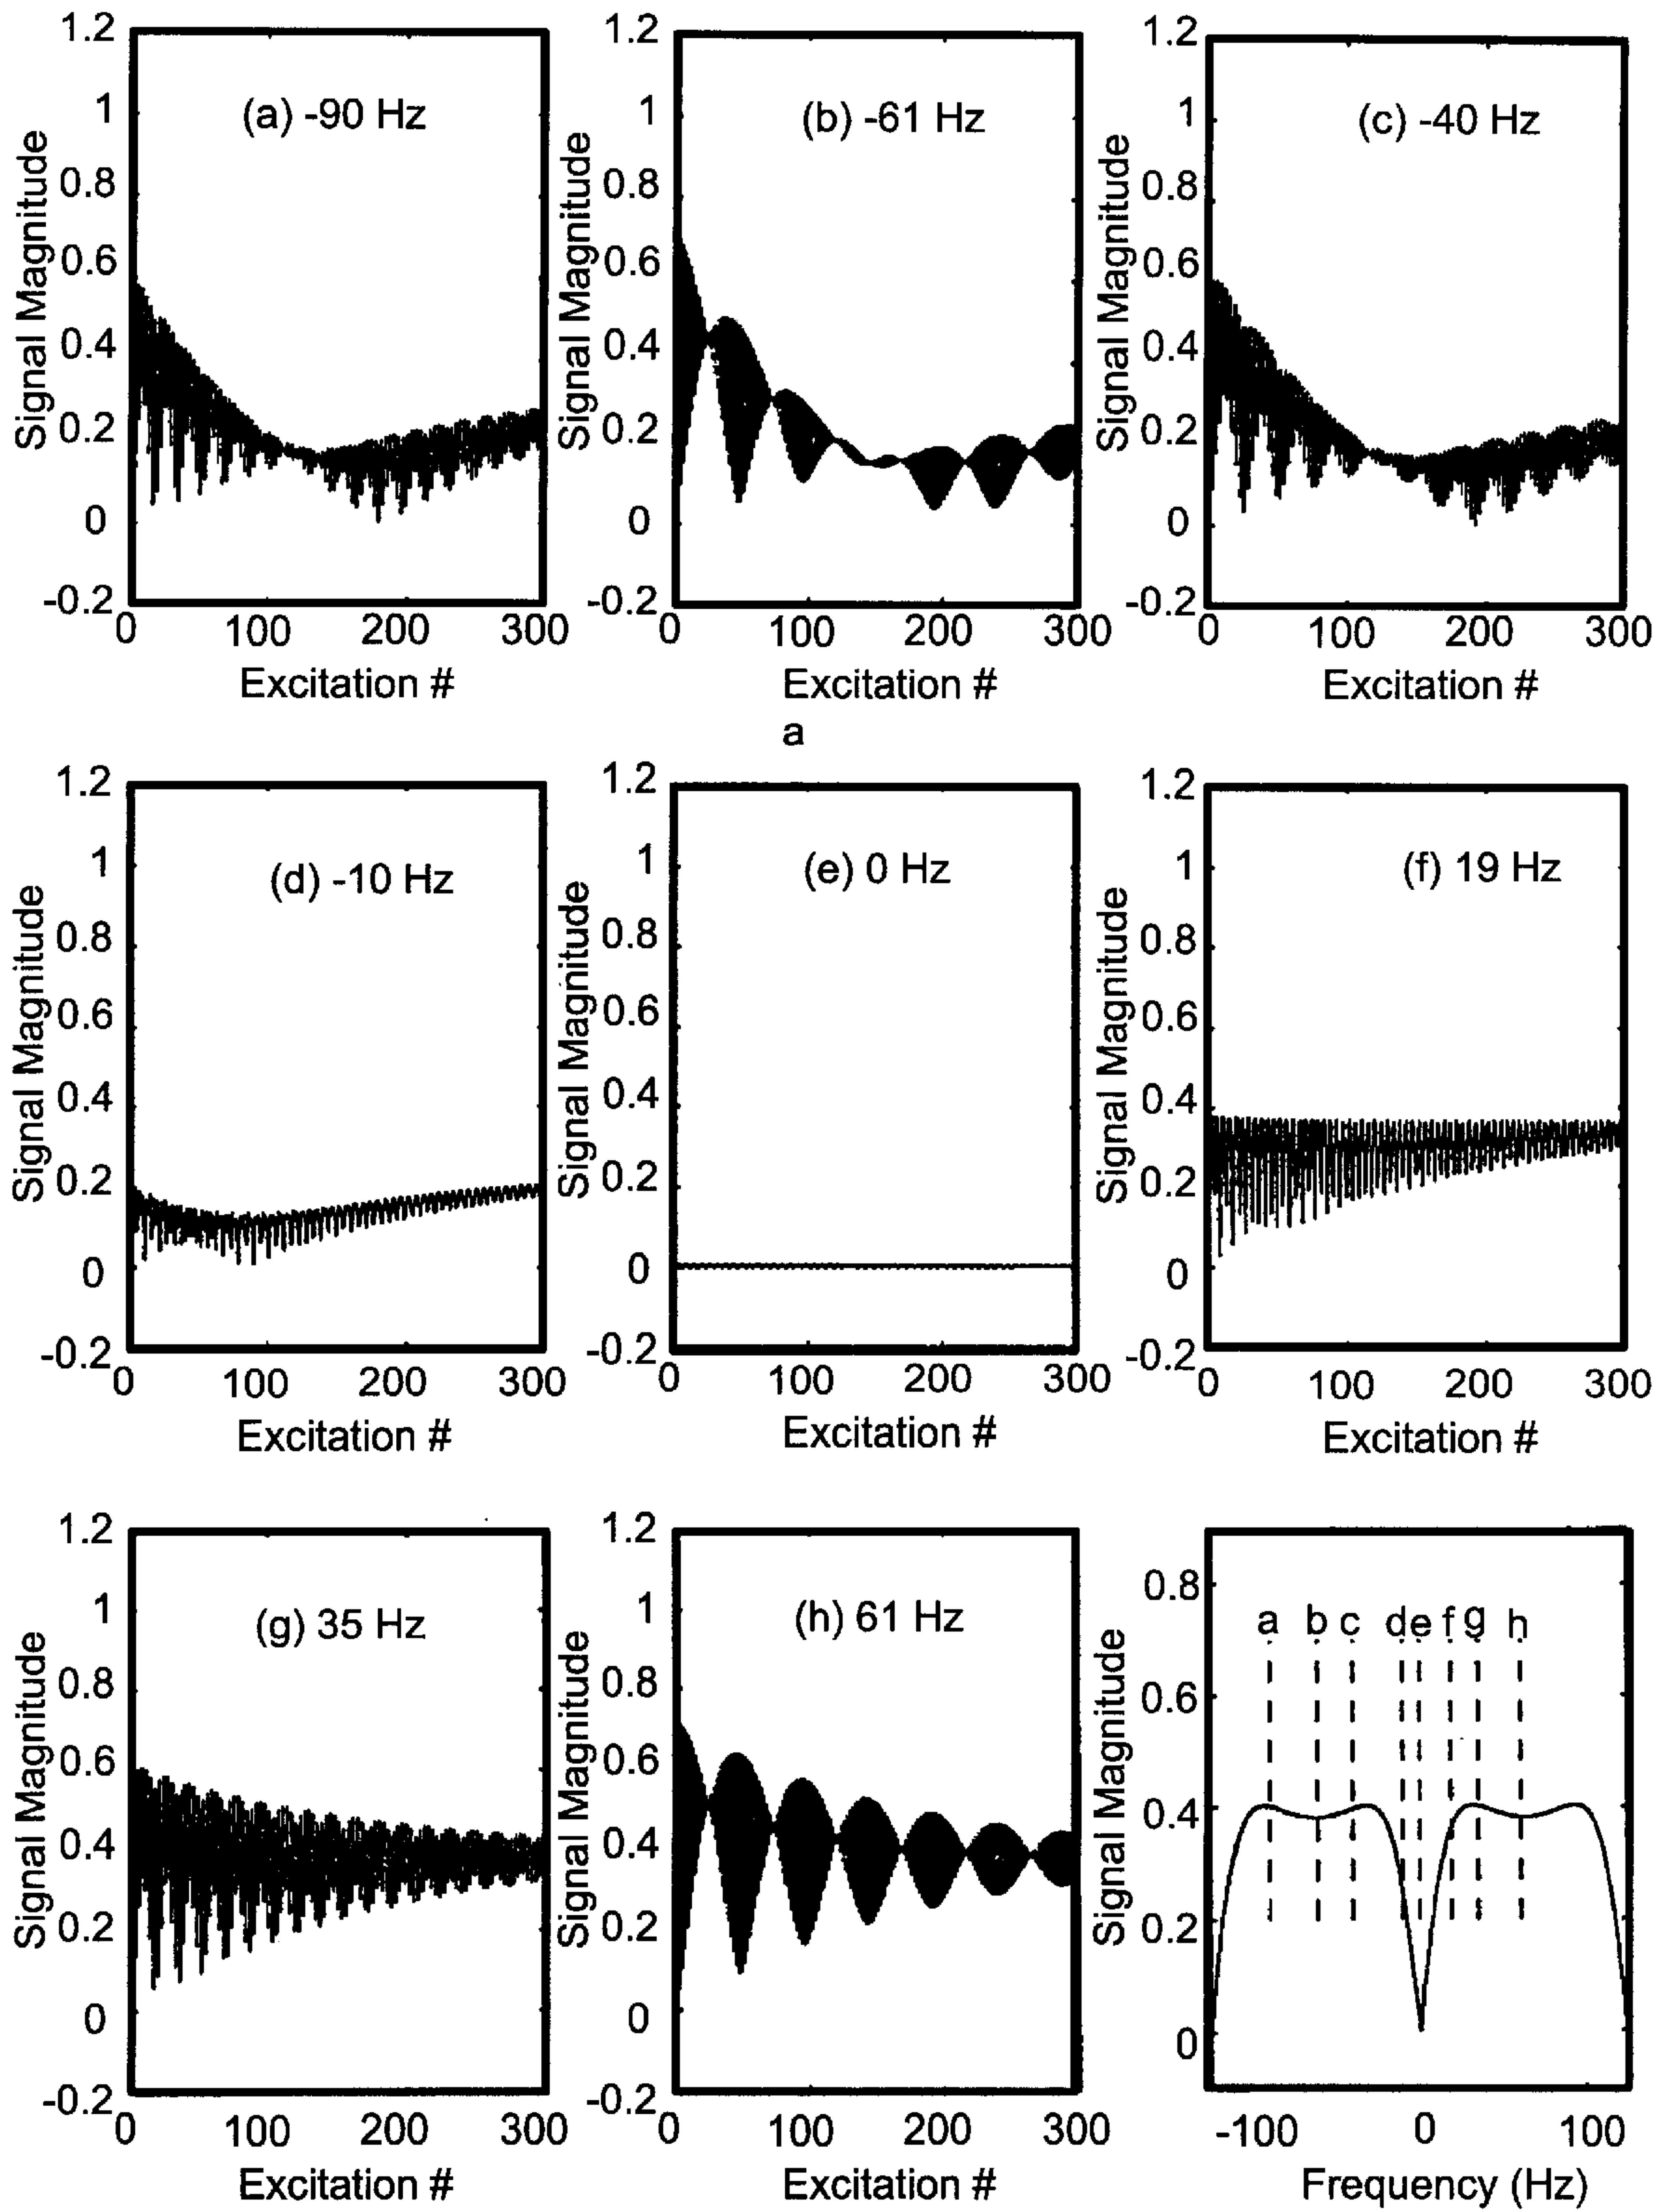 1.2
1
0.8
0.6
0.4
0.2
0
-0.2
Signal Magnitude
(a) -90 Hz
0 100 200 300
Excitation #
1.2
1
0.8
0.6
0.4
0.2
0
-0.2
Signal Magnitude
(b) -61 Hz
0 100 200 300
Excitation #
1.2
1
0.8
0.6
0.4
0.2
0
-0.2
Signal Magnitude
(c) -40 Hz
0 100 200 300
Excitation #
a
1.2
1
0.8
0.6
0.4
0.2
0
-0.2
Signal Magnitude
(d) -10 Hz
0 100 200 300
Excitation #
1.2
1
0.8
0.6
0.4
0.2
0
-0.2
Signal Magnitude
(e) 0 Hz
0 100 200 300
Excitation #
1.2
1
0.8
0.6
0.4
0.2
0
-0.2
Signal Magnitude
(f) 19 Hz
0 100 200 300
Excitation #
1.2
1
0.8
0.6
0.4
0.2
0
-0.2
Signal Magnitude
(g) 35 Hz
0 100 200 300
Excitation #
1.2
1
0.8
0.6
0.4
0.2
0
-0.2
Signal Magnitude
(h) 61 Hz
0 100 200 300
Excitation #
0.8
0.6
0.4
0.2
0
Signal Magnitude
a b c d e f g h
-100 0 100
Frequency (Hz)